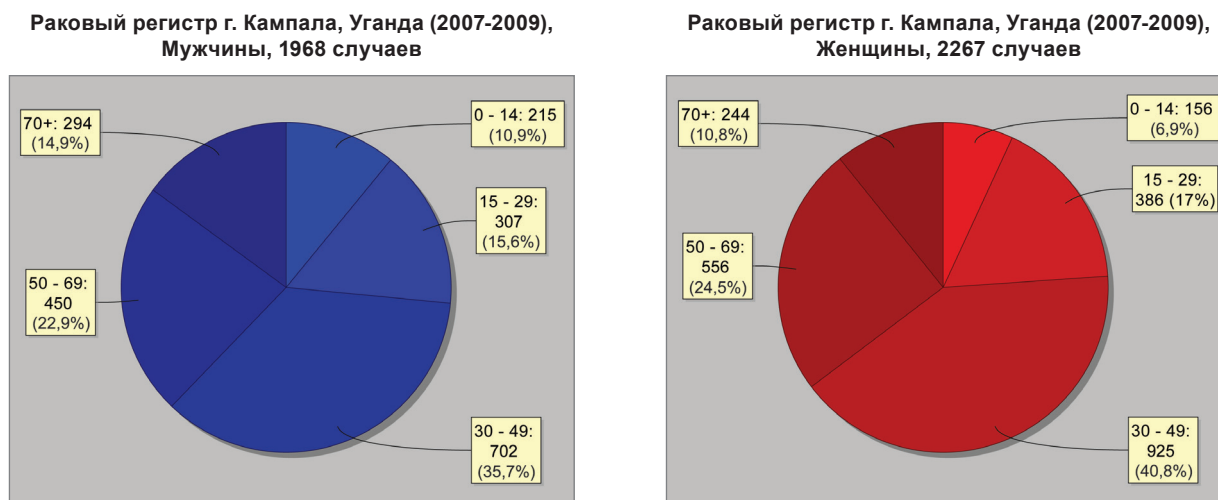 Раковый регистр г. Кампала, Уганда (2007-2009),
Мужчины, 1968 случаев
70+: 294
(14,9%)
0 - 14: 215
(10,9%)
15 - 29:
307
(15,6%)
50 - 69:
450
(22,9%)
30 - 49:
702
(35,7%)
Раковый регистр г. Кампала, Уганда (2007-2009),
Женщины, 2267 случаев
70+: 244
(10,8%)
0 - 14: 156
(6,9%)
15 - 29:
386 (17%)
50 - 69:
556
(24,5%)
30 - 49:
925
(40,8%)